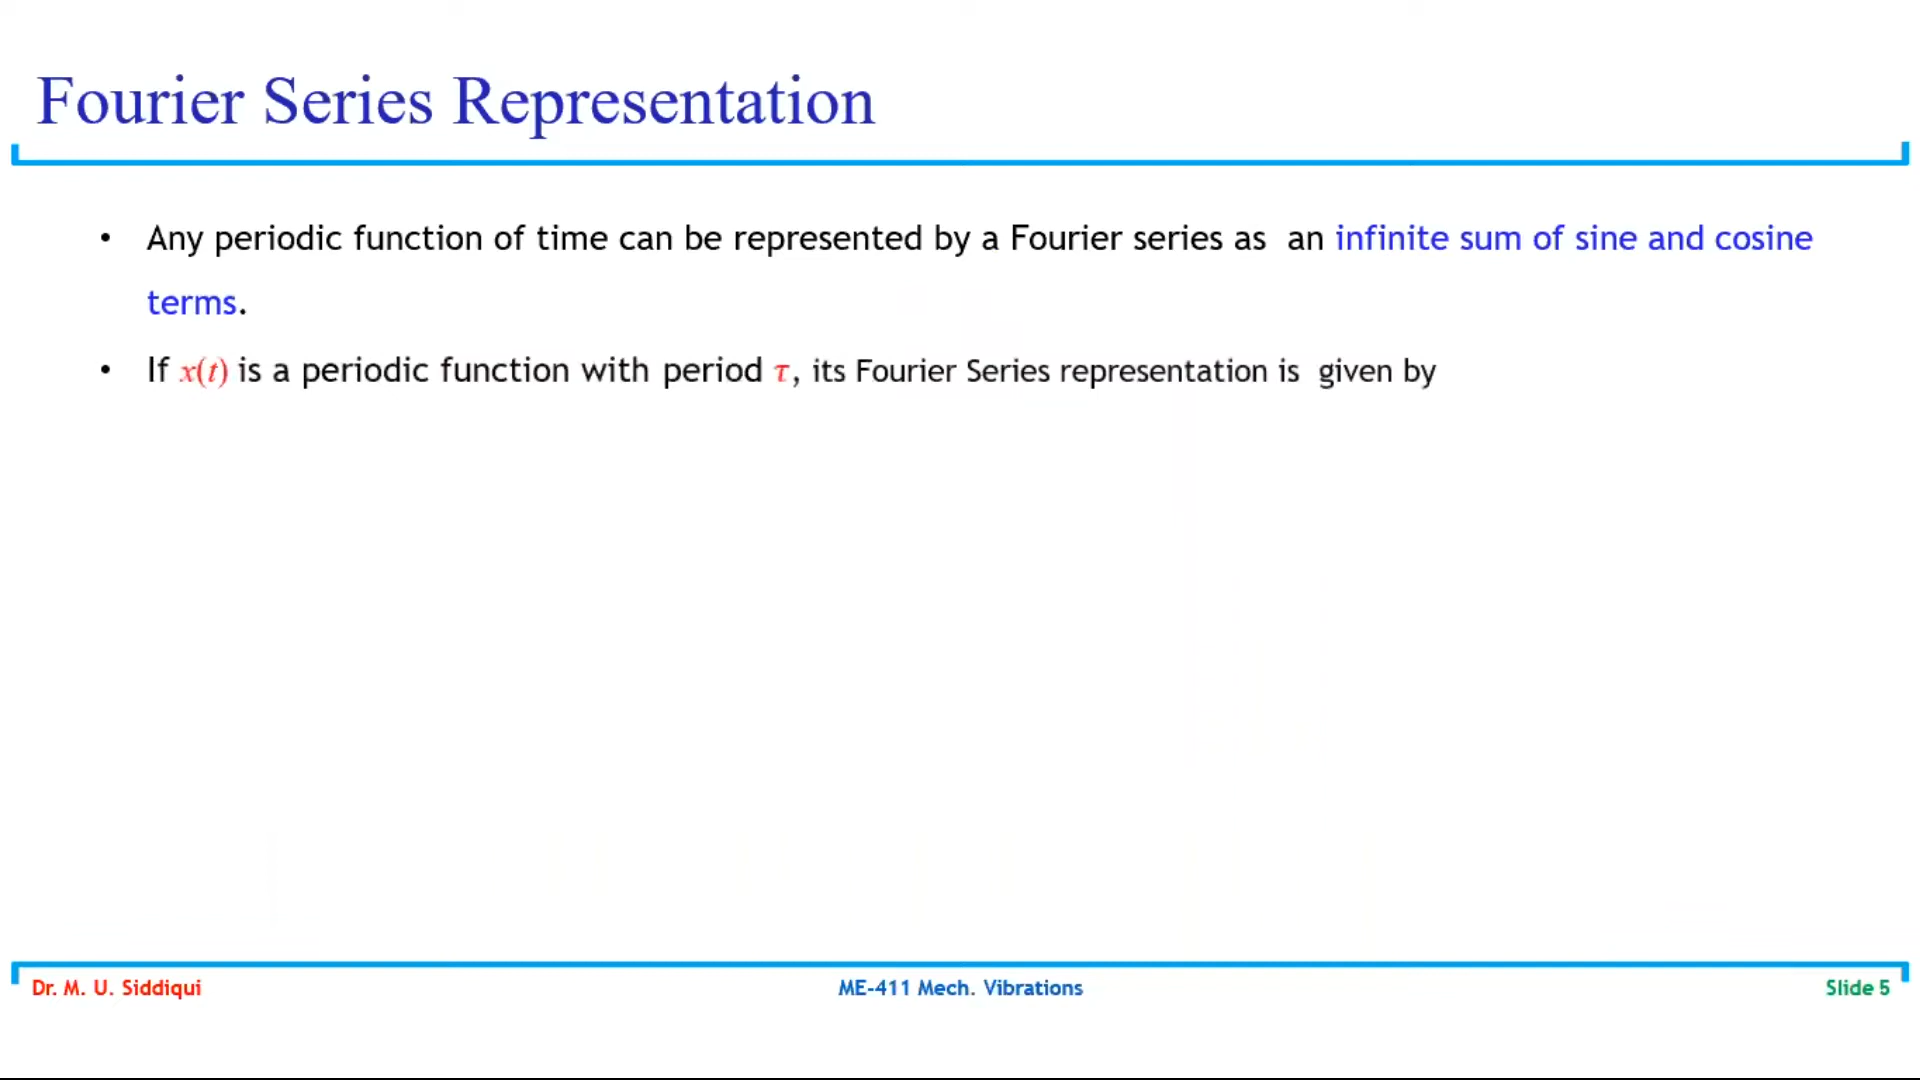 Fourier Series Representation
• Any periodic function of time can be represented by a Fourier series as an infinite sum of sine and cosine
terms.
• If x(t) is a periodic function with period τ, its Fourier Series representation is given by
Dr. M. U. Siddiqui
ME-411 Mech. Vibrations
Slide 5